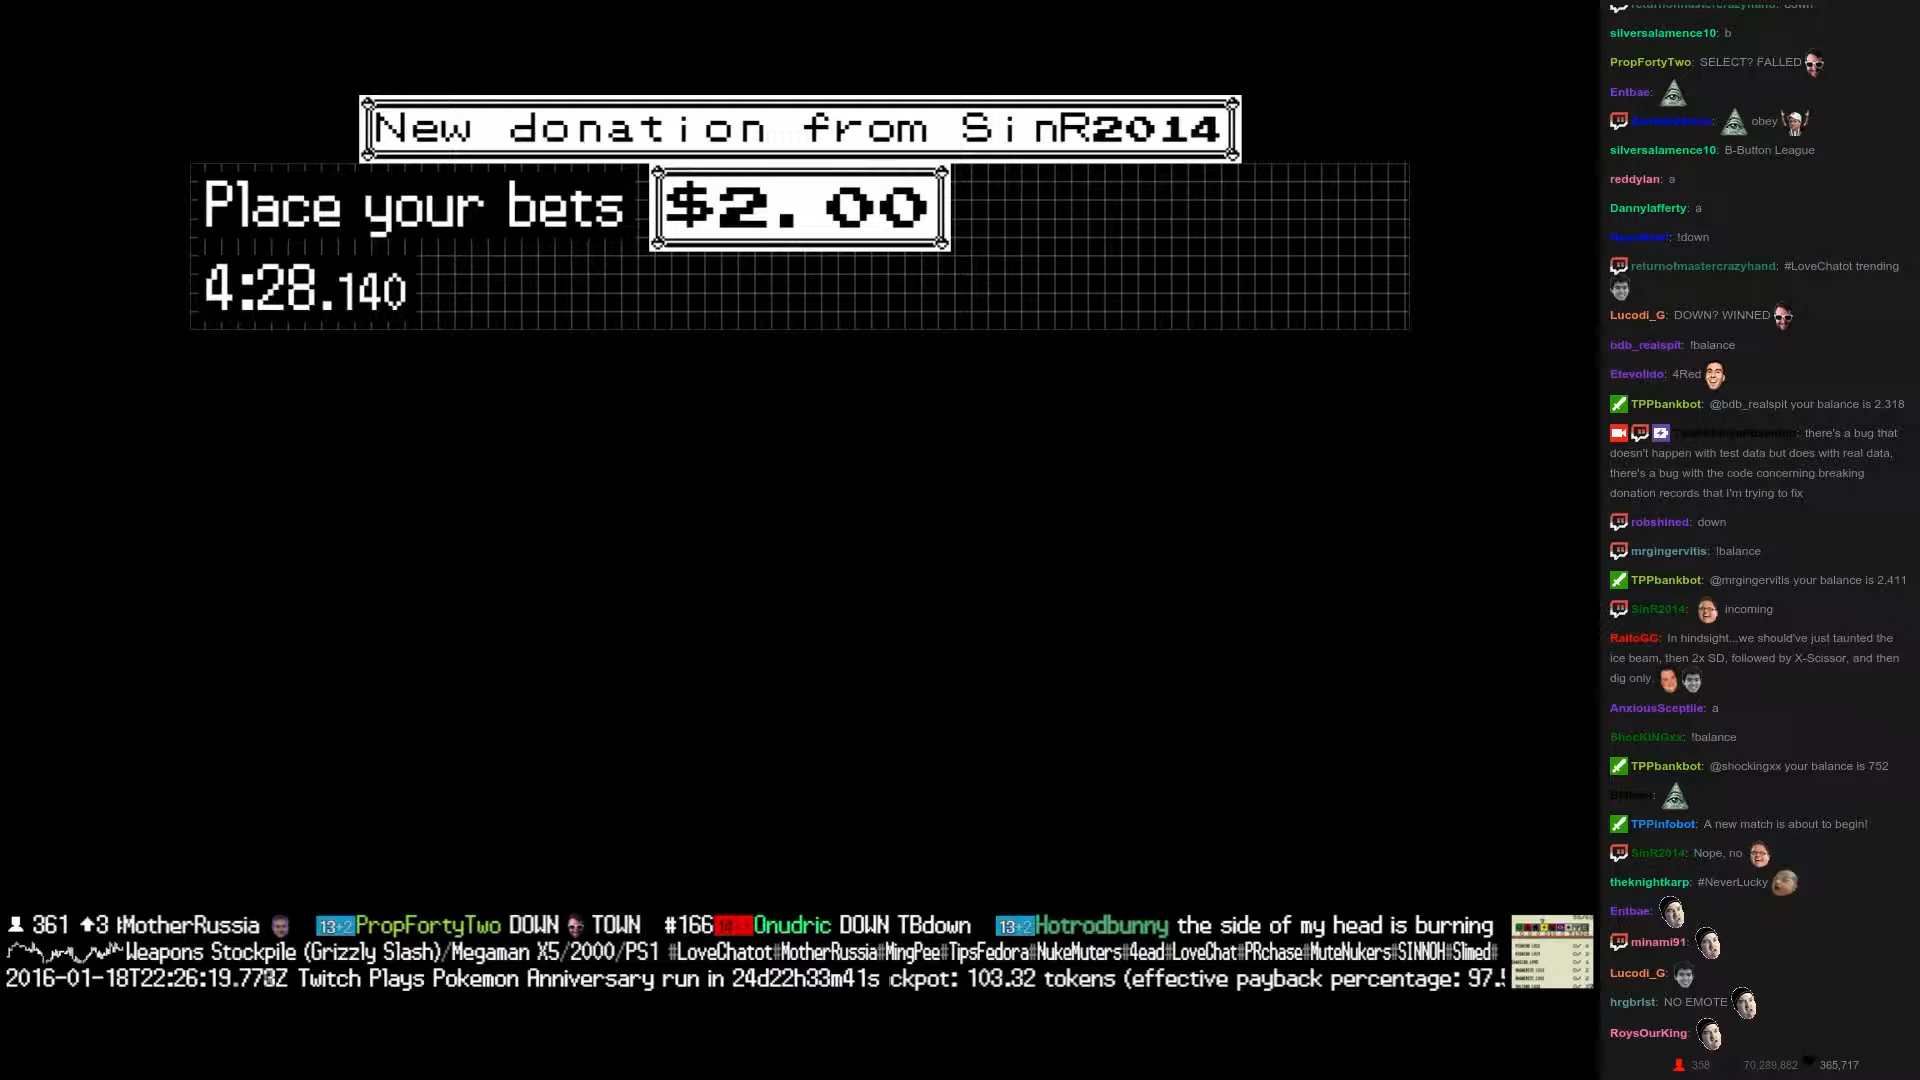 New donation from SinR2014
Place your bets
$2.00
4:28.140
361 3 MotherRussia 13+2 PropFortyTwo DOWN TOWN #166 Onudric DOWN TBdown 13+2 Hotrodbunny the side of my head is burning
Weapons Stockpile (Grizzly Slash)/Megaman X5/2000/PS1 #LoveChatot#MotherRussia#MingPee#TipsFedora#NukeMuters#4ead#LoveChat#PRchase#MuteNukers#SINNOH#Slimed#
2016-01-18T22:26:19.773Z Twitch Plays Pokemon Anniversary run in 24d22h33m41s ckpot: 103.32 tokens (effective payback percentage: 97.5
returnofmastercrazyhand: down
silversalamence10: b
PropFortyTwo: SELECT? FALLED
Entbae:
obey
silversalamence10: B-Button League
reddylan: a
Dannylafferty: a
!down
returnofmastercrazyhand: #LoveChatot trending
Lucodi_G: DOWN? WINNED
bdb_realspit: !balance
Etevolido: 4Red
TPPbankbot: @bdb_realspit your balance is 2.318
: there's a bug that
doesn't happen with test data but does with real data,
there's a bug with the code concerning breaking
donation records that I'm trying to fix
robshined: down
mrgingervitis: !balance
TPPbankbot: @mrgingervitis your balance is 2.411
SinR2014: incoming
RaifoGG: In hindsight...we should've just taunted the
ice beam, then 2x SD, followed by X-Scissor, and then
dig only.
AnxiousSceptile: a
ShocKINGxx: !balance
TPPbankbot: @shockingxx your balance is 752
TPPinfobot: A new match is about to begin!
SinR2014: Nope, no
theknightkarp: #NeverLucky
Entbae:
minami91:
Lucodi_G:
hrgbrlst: NO EMOTE
RoysOurKing:
358 70,289,882 365,717